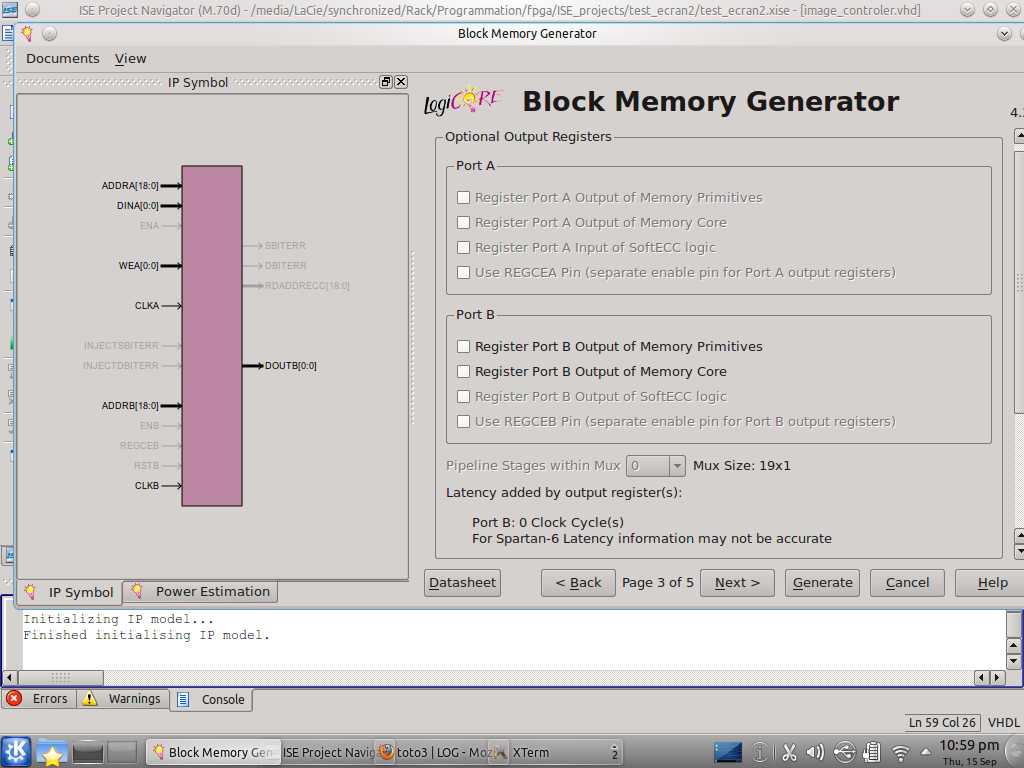 ISE Project Navigator (M.70d) - /media/LaCie/synchronized/Rack/Programmation/fpga/ISE_projects/test_ecran2/test_ecran2.xise - [image_controler.vhd]
Block Memory Generator
Documents View
IP Symbol
LogiCORE
Block Memory Generator
4.
Optional Output Registers
Port A
Register Port A Output of Memory Primitives
Register Port A Output of Memory Core
Register Port A Input of SoftECC logic
Use REGCEA Pin (separate enable pin for Port A output registers)
Port B
Register Port B Output of Memory Primitives
Register Port B Output of Memory Core
Register Port B Output of SoftECC logic
Use REGCEB Pin (separate enable pin for Port B output registers)
Pipeline Stages within Mux 0 Mux Size: 19x1
Latency added by output register(s):
Port B: 0 Clock Cycle(s)
For Spartan-6 Latency information may not be accurate
ADDRA[18:0]
DINA[0:0]
ENA
SBITERR
WEA[0:0]
DBITERR
RDADDRECC[18:0]
CLKA
INJECTSBITERR
INJECTDBITERR
DOUTB[0:0]
ADDRB[18:0]
ENB
REGCEB
RSTB
CLKB
IP Symbol Power Estimation
Datasheet < Back Page 3 of 5 Next > Generate Cancel Help
Initializing IP model...
Finished initialising IP model.
Errors Warnings Console
Ln 59 Col 26 VHDL
Block Memory Gen ISE Project Navig toto3 | LOG - Moz XTerm 2
10:59 pm
Thu, 15 Sep